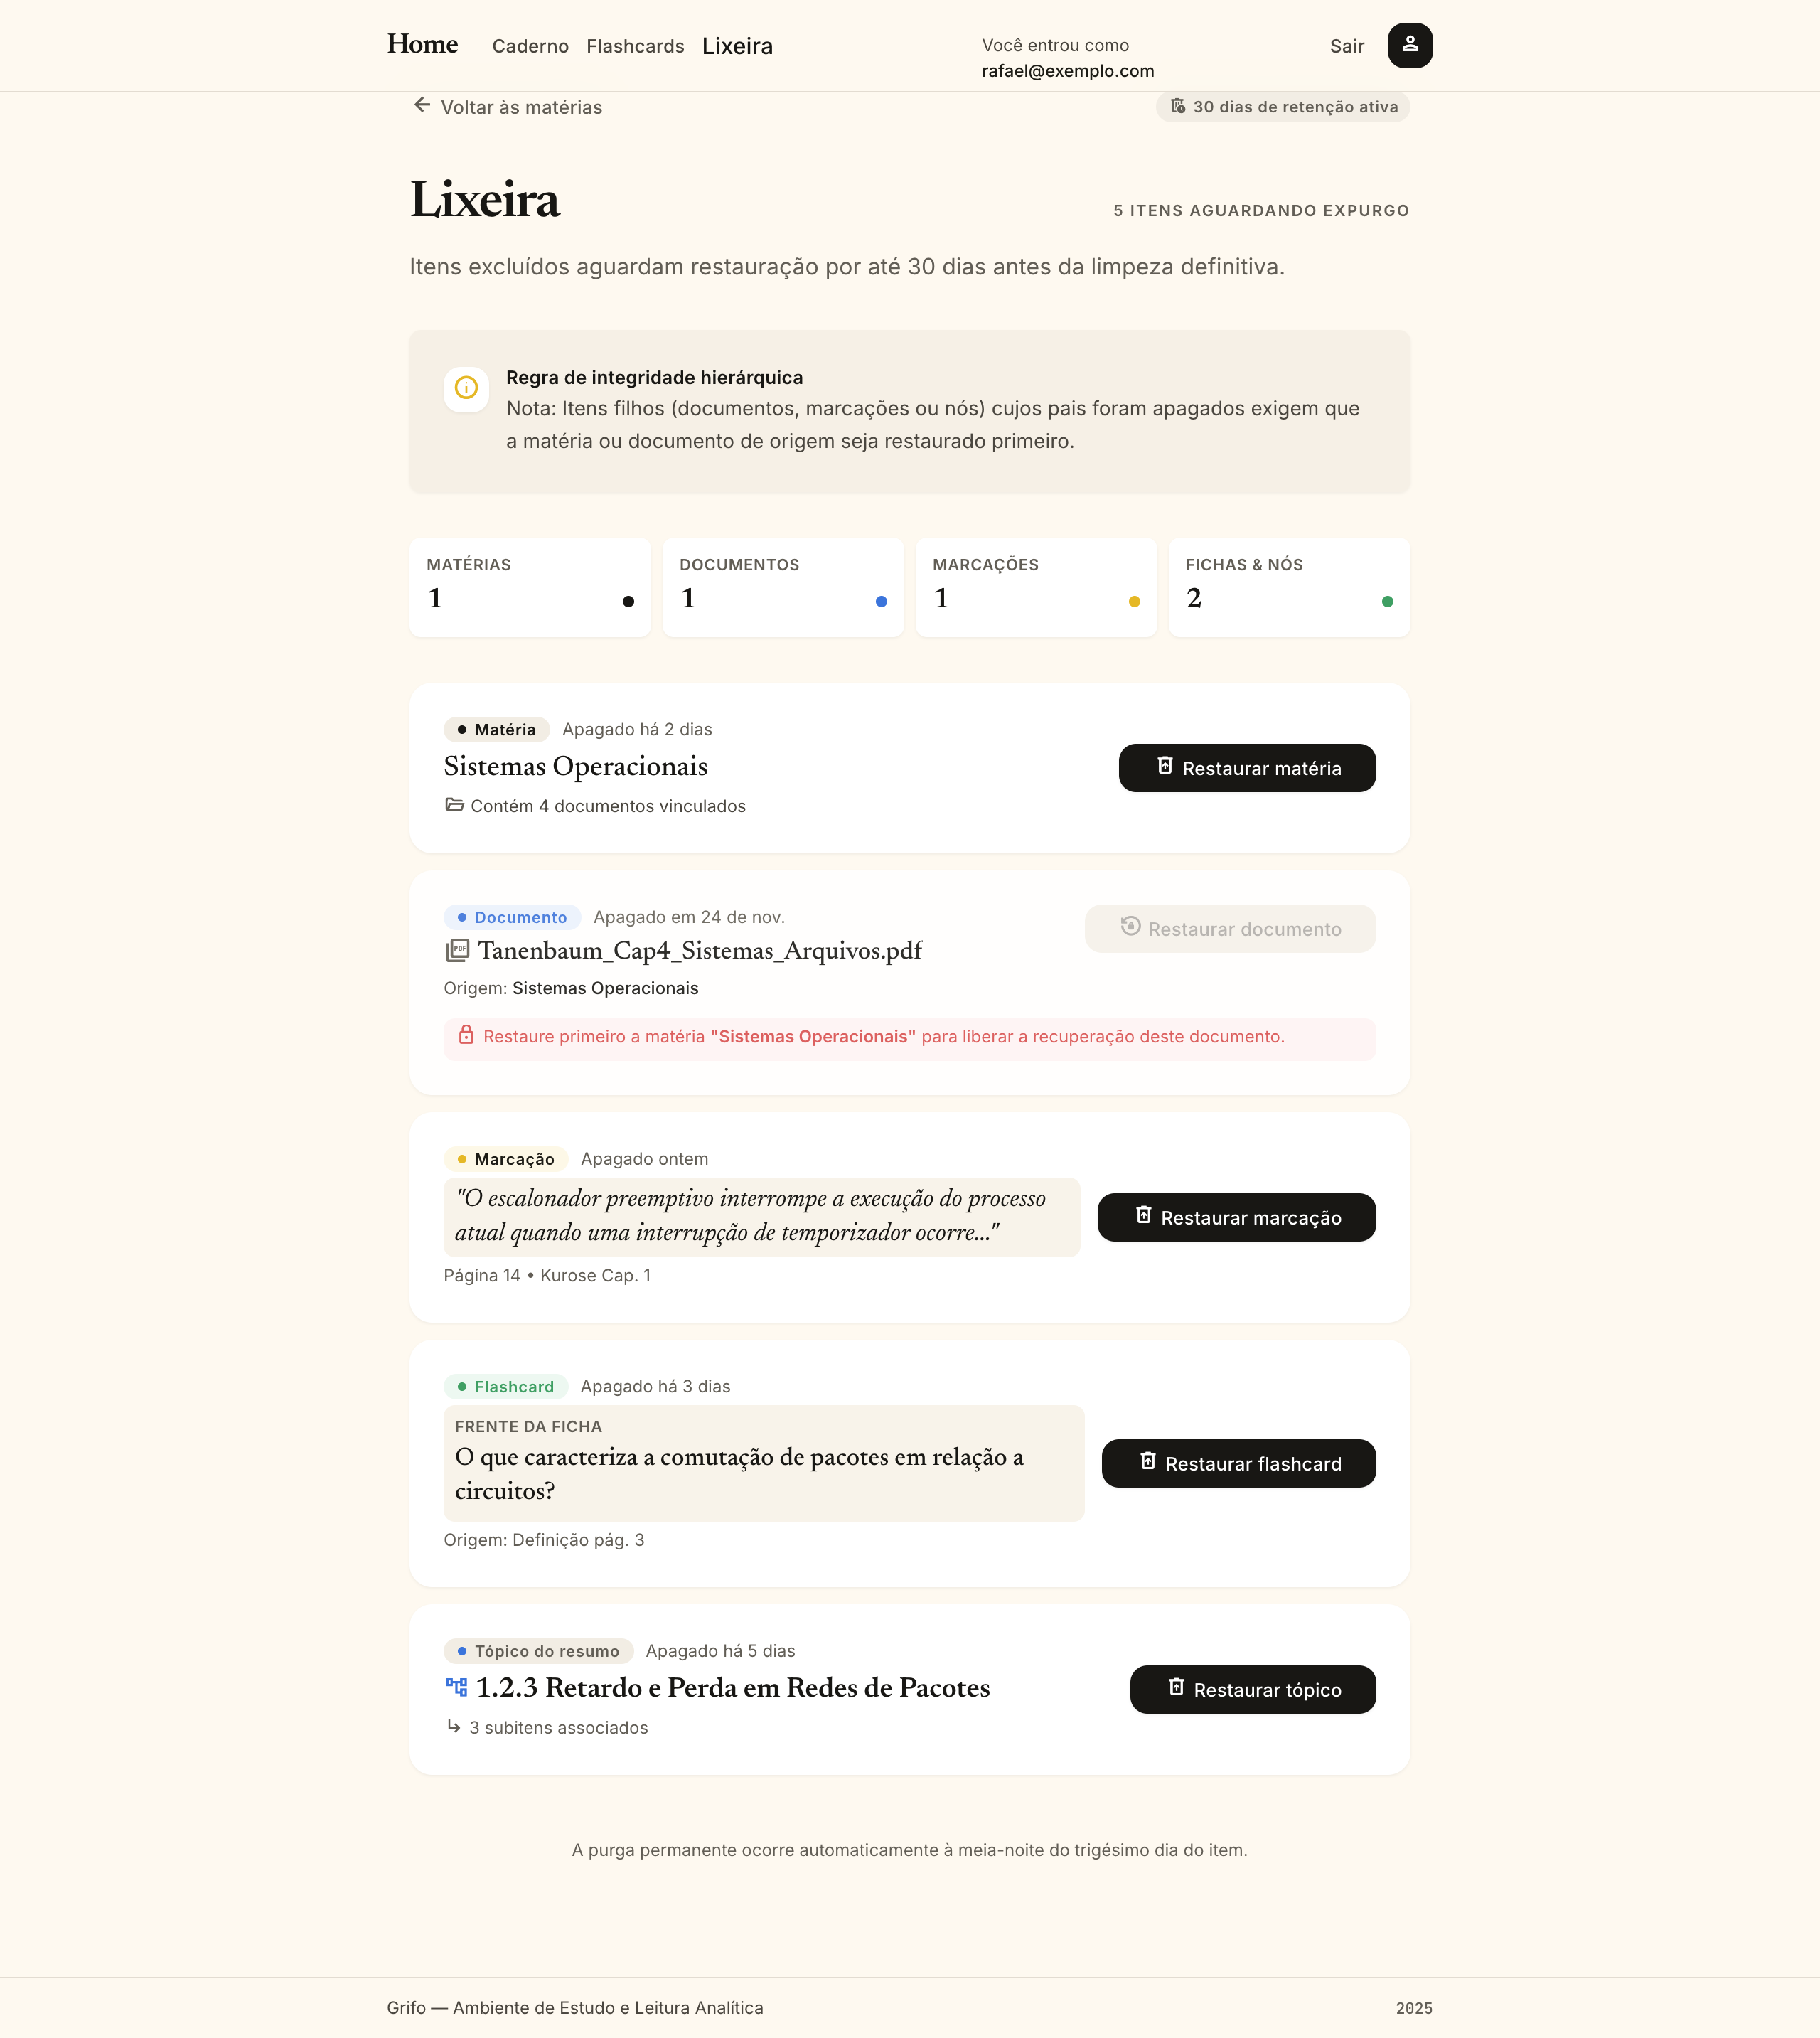 Home
Caderno
Flashcards
Lixeira
Você entrou como
rafael@exemplo.com
Sair
Voltar às matérias
30 dias de retenção ativa
Lixeira
5 ITENS AGUARDANDO EXPURGO
Itens excluídos aguardam restauração por até 30 dias antes da limpeza definitiva.
Regra de integridade hierárquica
Nota: Itens filhos (documentos, marcações ou nós) cujos pais foram apagados exigem que
a matéria ou documento de origem seja restaurado primeiro.
MATÉRIAS
1
DOCUMENTOS
1
MARCAÇÕES
1
FICHAS & NÓS
2
Matéria
Apagado há 2 dias
Sistemas Operacionais
Contém 4 documentos vinculados
Restaurar matéria
Documento
Apagado em 24 de nov.
PDF
Tanenbaum_Cap4_Sistemas_Arquivos.pdf
Origem: Sistemas Operacionais
Restaurar documento
Restaure primeiro a matéria "Sistemas Operacionais" para liberar a recuperação deste documento.
Marcação
Apagado ontem
"O escalonador preemptivo interrompe a execução do processo
atual quando uma interrupção de temporizador ocorre..."
Página 14 • Kurose Cap. 1
Restaurar marcação
Flashcard
Apagado há 3 dias
FRENTE DA FICHA
O que caracteriza a comutação de pacotes em relação a
circuitos?
Origem: Definição pág. 3
Restaurar flashcard
Tópico do resumo
Apagado há 5 dias
1.2.3 Retardo e Perda em Redes de Pacotes
3 subitens associados
Restaurar tópico
A purga permanente ocorre automaticamente à meia-noite do trigésimo dia do item.
Grifo — Ambiente de Estudo e Leitura Analítica
2025